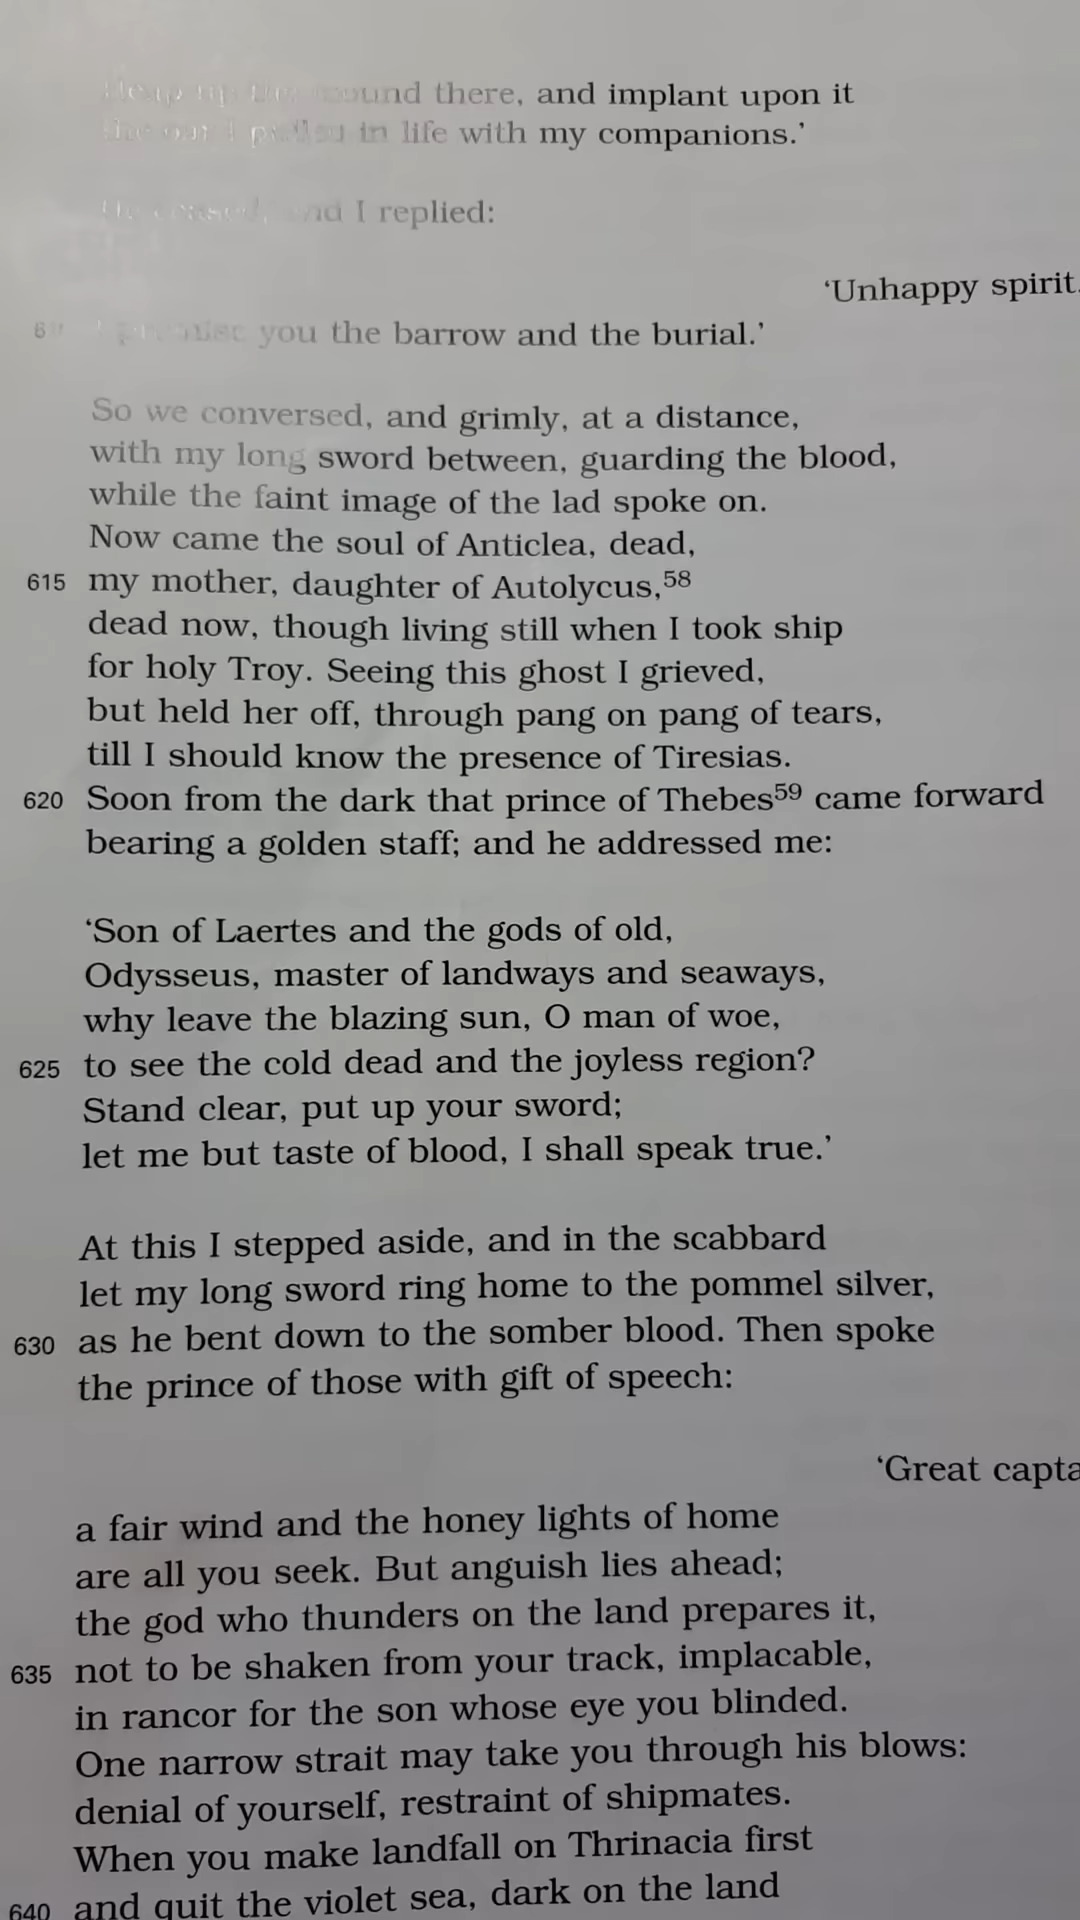 mound there, and implant upon it
the oar I pulled in life with my companions.'
He ceased, and I replied:
'Unhappy spirit,
I promise you the barrow and the burial.'
So we conversed, and grimly, at a distance,
with my long sword between, guarding the blood,
while the faint image of the lad spoke on.
Now came the soul of Anticlea, dead,
615 my mother, daughter of Autolycus,58
dead now, though living still when I took ship
for holy Troy. Seeing this ghost I grieved,
but held her off, through pang on pang of tears,
till I should know the presence of Tiresias.
620 Soon from the dark that prince of Thebes59 came forward
bearing a golden staff; and he addressed me:
'Son of Laertes and the gods of old,
Odysseus, master of landways and seaways,
why leave the blazing sun, O man of woe,
625 to see the cold dead and the joyless region?
Stand clear, put up your sword;
let me but taste of blood, I shall speak true.'
At this I stepped aside, and in the scabbard
let my long sword ring home to the pommel silver,
630 as he bent down to the somber blood. Then spoke
the prince of those with gift of speech:
'Great capta
a fair wind and the honey lights of home
are all you seek. But anguish lies ahead;
the god who thunders on the land prepares it,
635 not to be shaken from your track, implacable,
in rancor for the son whose eye you blinded.
One narrow strait may take you through his blows:
denial of yourself, restraint of shipmates.
When you make landfall on Thrinacia first
640 and quit the violet sea, dark on the land